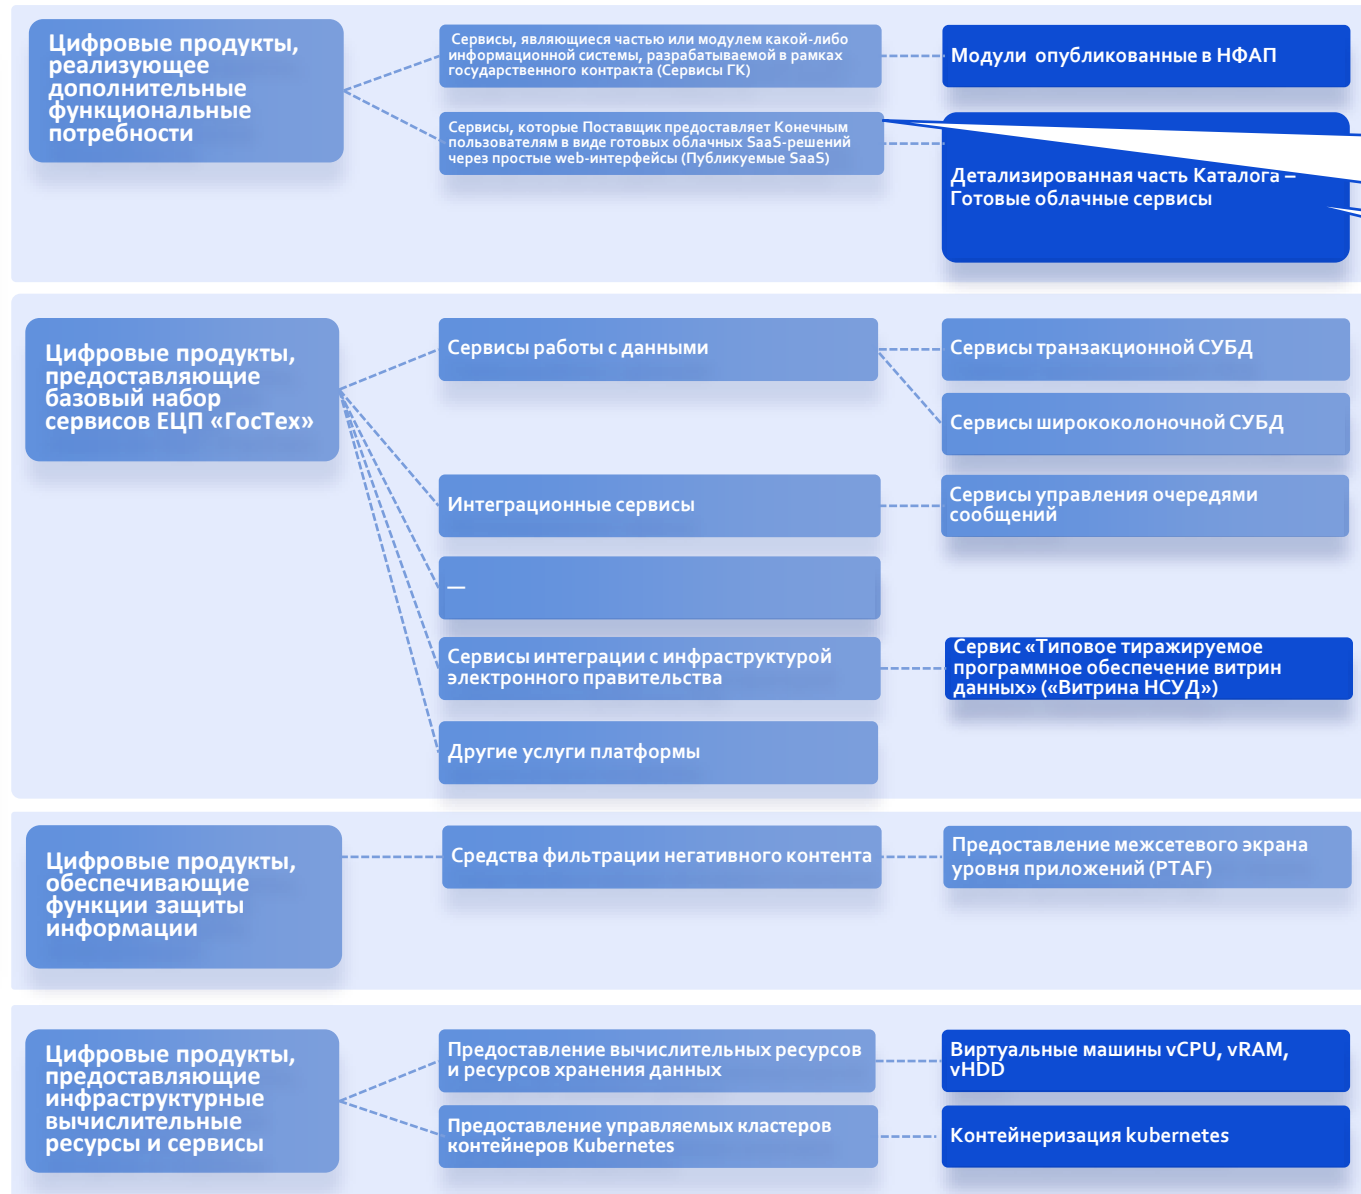 Цифровые продукты,
реализующее
дополнительные
функциональные
потребности
Сервисы, являющиеся частью или модулем какой-либо
информационной системы, разрабатываемой в рамках
государственного контракта (Сервисы ГК)
Модули опубликованные в НФАП
Сервисы, которые Поставщик предоставляет Конечным
пользователям в виде готовых облачных SaaS-решений
через простые web-интерфейсы (Публикуемые SaaS)
Детализированная часть Каталога –
Готовые облачные сервисы
Цифровые продукты,
предоставляющие
базовый набор
сервисов ЕЦП «ГосТех»
Сервисы работы с данными
Сервисы транзакционной СУБД
Сервисы ширококолоночной СУБД
Интеграционные сервисы
Сервисы управления очередями
сообщений
—
Сервисы интеграции с инфраструктурой
электронного правительства
Сервис «Типовое тиражируемое
программное обеспечение витрин
данных» («Витрина НСУД»)
Другие услуги платформы
Цифровые продукты,
обеспечивающие
функции защиты
информации
Средства фильтрации негативного контента
Предоставление межсетевого экрана
уровня приложений (PTAF)
Цифровые продукты,
предоставляющие
инфраструктурные
вычислительные
ресурсы и сервисы
Предоставление вычислительных ресурсов
и ресурсов хранения данных
Виртуальные машины vCPU, vRAM,
vHDD
Предоставление управляемых кластеров
контейнеров Kubernetes
Контейнеризация kubernetes